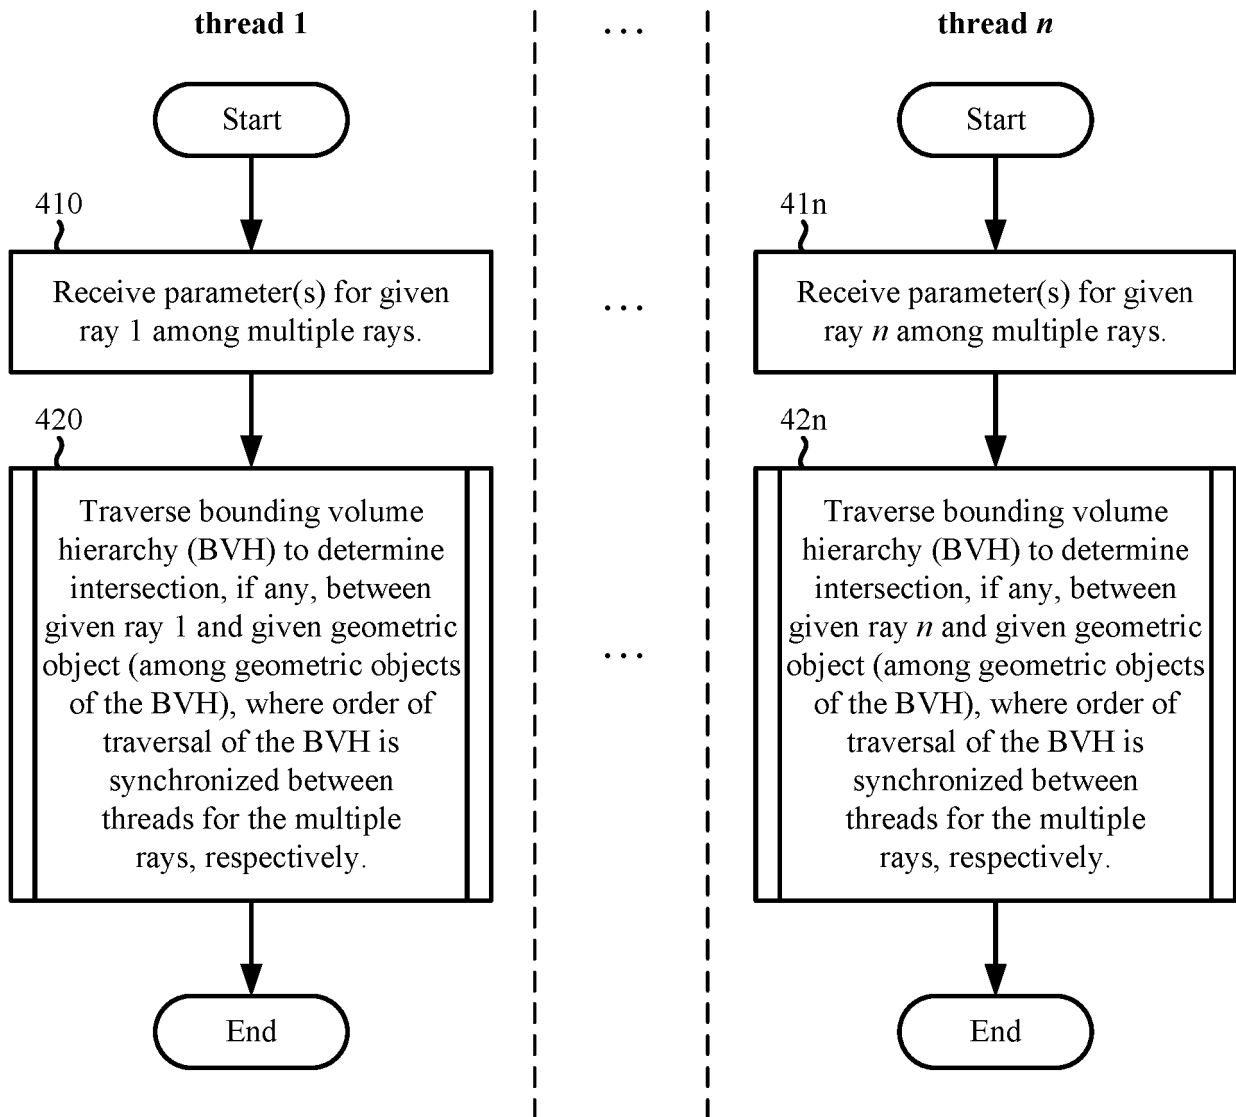 thread 1
...
thread n
Start
Start
410
41n
Receive parameter(s) for given
ray 1 among multiple rays.
...
Receive parameter(s) for given
ray n among multiple rays.
420
42n
Traverse bounding volume
hierarchy (BVH) to determine
intersection, if any, between
given ray 1 and given geometric
object (among geometric objects
of the BVH), where order of
traversal of the BVH is
synchronized between
threads for the multiple
rays, respectively.
...
Traverse bounding volume
hierarchy (BVH) to determine
intersection, if any, between
given ray n and given geometric
object (among geometric objects
of the BVH), where order of
traversal of the BVH is
synchronized between
threads for the multiple
rays, respectively.
End
End